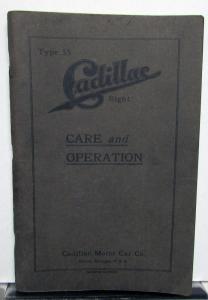 Type 55
Cadillac
Eight
CARE and
OPERATION
Cadillac Motor Car Co.